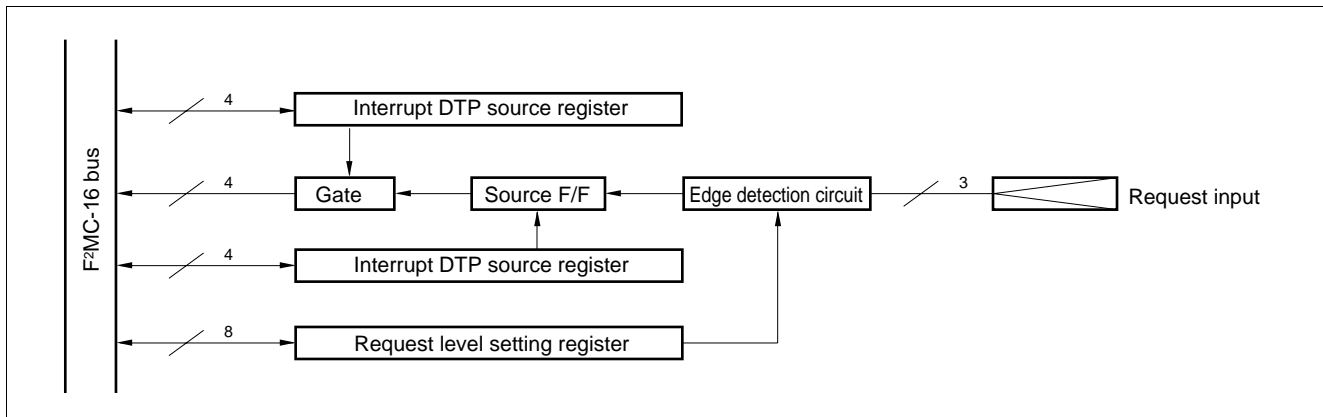 F²MC-16 bus
4
Interrupt DTP source register
4
Gate
Source F/F
Edge detection circuit
3
Request input
4
Interrupt DTP source register
8
Request level setting register